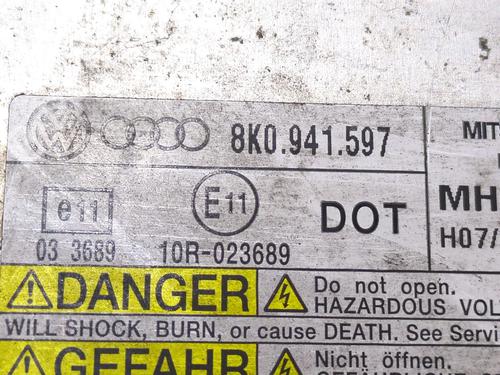 8K0.941.597
MIT
e11
E11
DOT
MH
03 3689
10R-023689
H07/
DANGER
Do not open.
HAZARDOUS VOL
WILL SHOCK, BURN, or cause DEATH. See Servi
GEFAHR
Nicht öffnen.